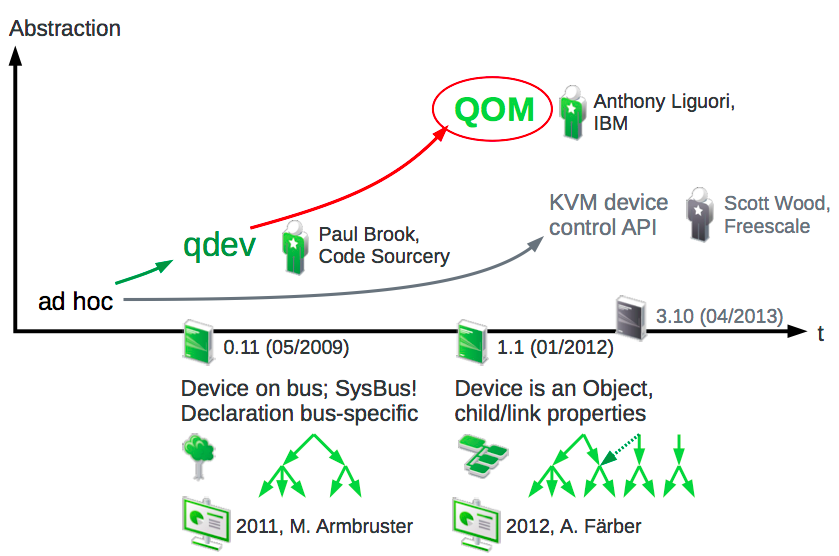 Abstraction
QOM
Anthony Liguori,
IBM
KVM device
control API
Scott Wood,
Freescale
qdev
Paul Brook,
Code Sourcery
ad hoc
3.10 (04/2013)
t
0.11 (05/2009)
1.1 (01/2012)
Device on bus; SysBus!
Declaration bus-specific
Device is an Object,
child/link properties
2011, M. Armbruster
2012, A. Färber